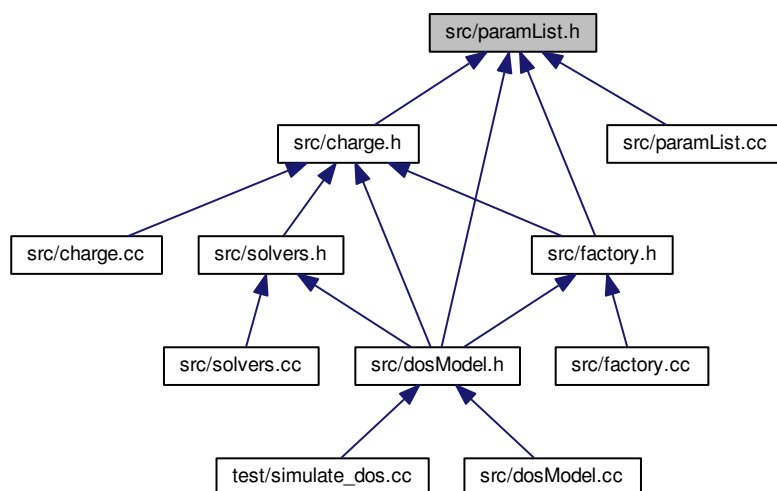 src/paramList.h
src/charge.h
src/paramList.cc
src/charge.cc
src/solvers.h
src/factory.h
src/solvers.cc
src/dosModel.h
src/factory.cc
test/simulate_dos.cc
src/dosModel.cc